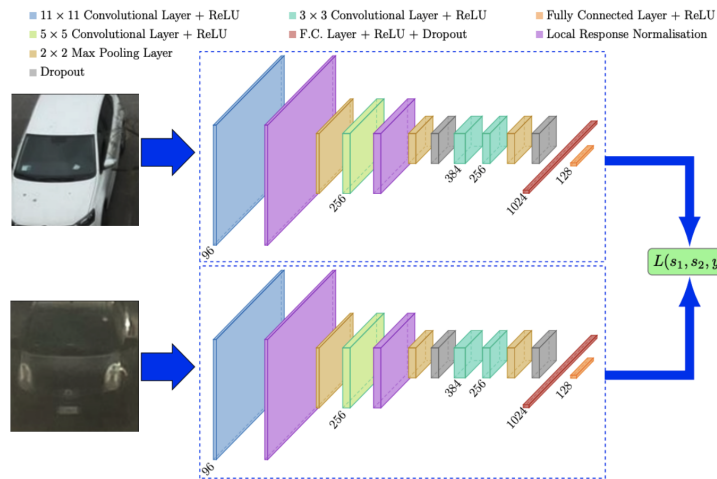 11 × 11 Convolutional Layer + ReLU
3 × 3 Convolutional Layer + ReLU
Fully Connected Layer + ReLU
5 × 5 Convolutional Layer + ReLU
F.C. Layer + ReLU + Dropout
Local Response Normalisation
2 × 2 Max Pooling Layer
Dropout
96
256
384
256
1024
128
L(s₁, s₂, y
96
256
384
256
1024
128